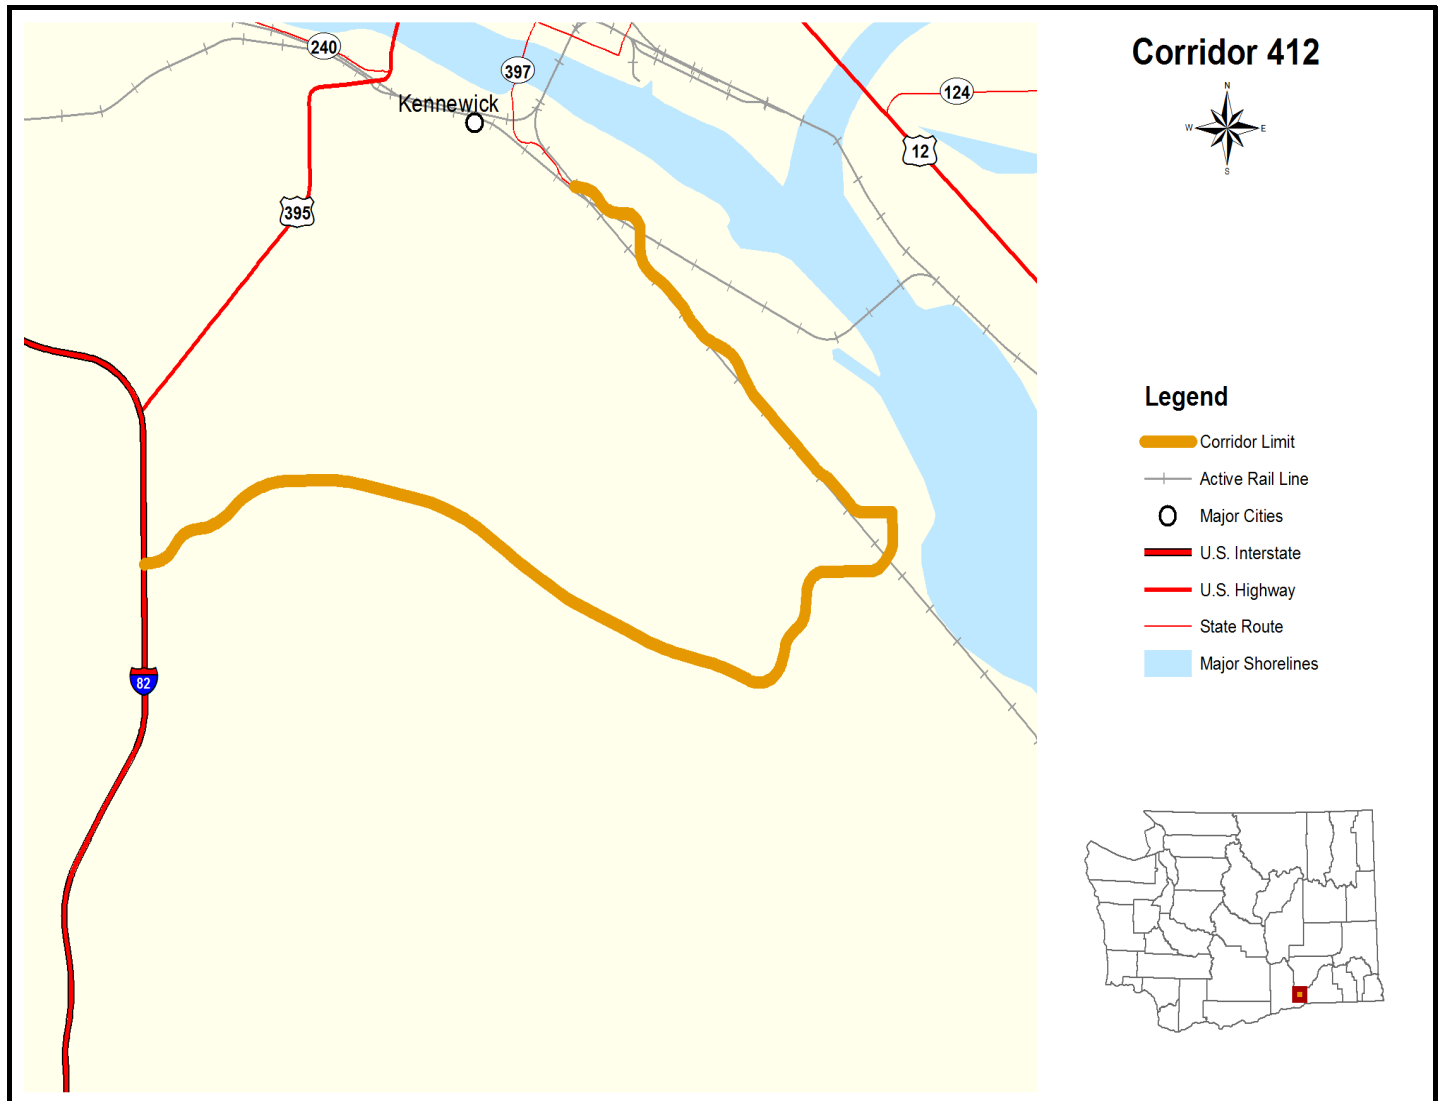 Corridor 412
N
W
E
S
240
397
124
Kennewick
12
395
82
Legend
Corridor Limit
Active Rail Line
Major Cities
U.S. Interstate
U.S. Highway
State Route
Major Shorelines